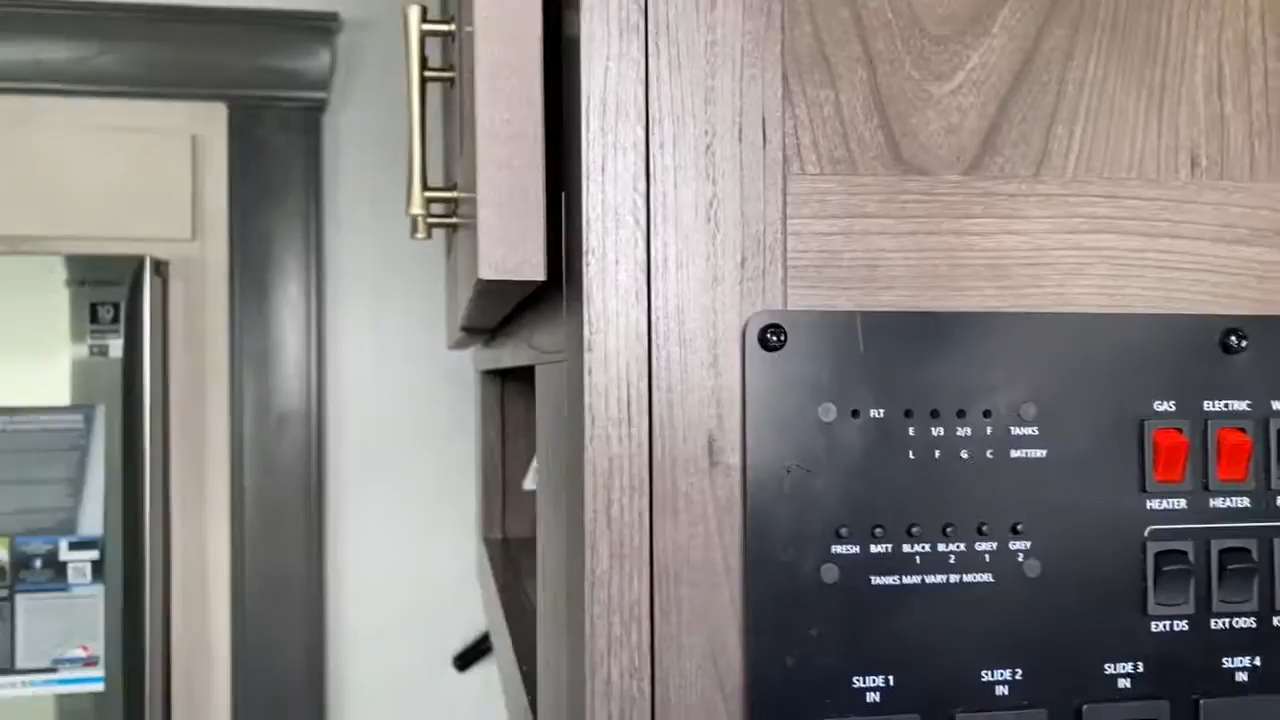 19
GAS
ELECTRIC
FLT
E 1/3 2/3 F TANKS
L F G C BATTERY
HEATER HEATER
FRESH BATT BLACK 1 BLACK 2 GREY 1 GREY 2
TANKS MAY VARY BY MODEL
EXT DS EXT ODS
SLIDE 1 IN
SLIDE 2 IN
SLIDE 3 IN
SLIDE 4 IN